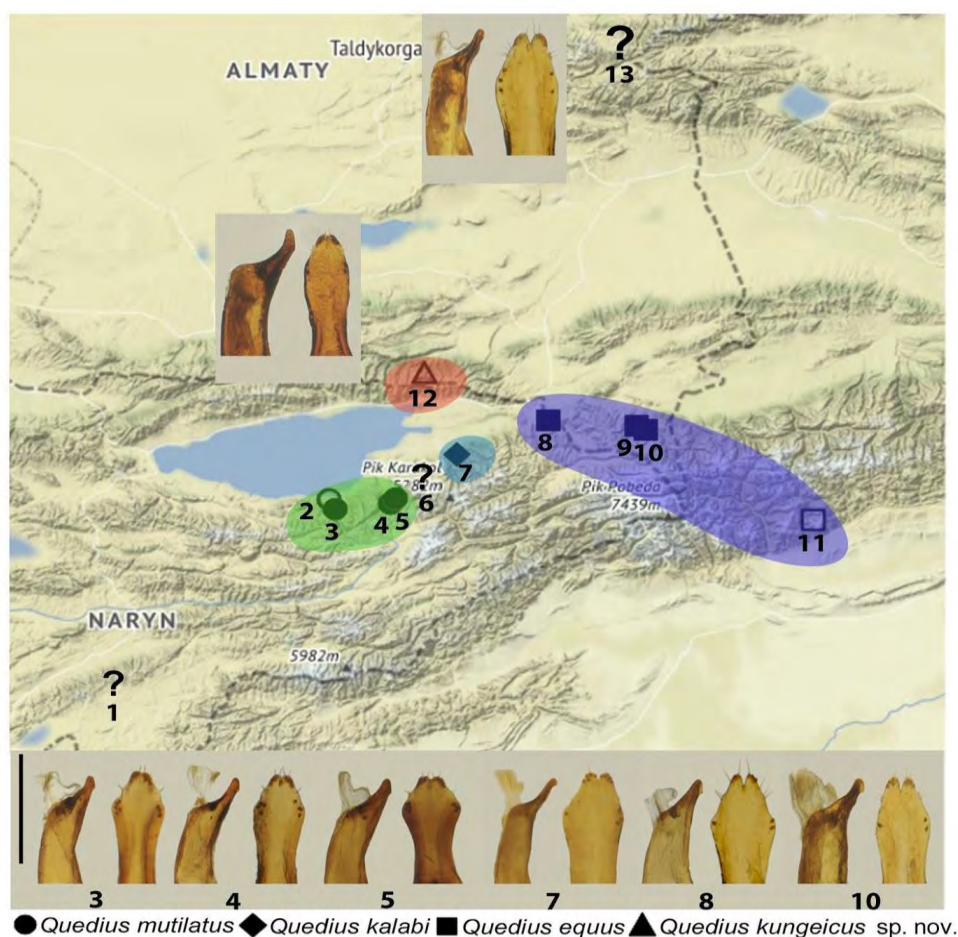 Taldykorga
ALMATY
?
13
12
8
9 10
Pik Karakol
5282m
7
?
6
Pik Pobeda
7439m
2
3
4 5
11
NARYN
5982m
?
1
3 4 5 7 8 10
Quedius mutilatus Quedius kalabi Quedius equus Quedius kungeicus sp. nov.